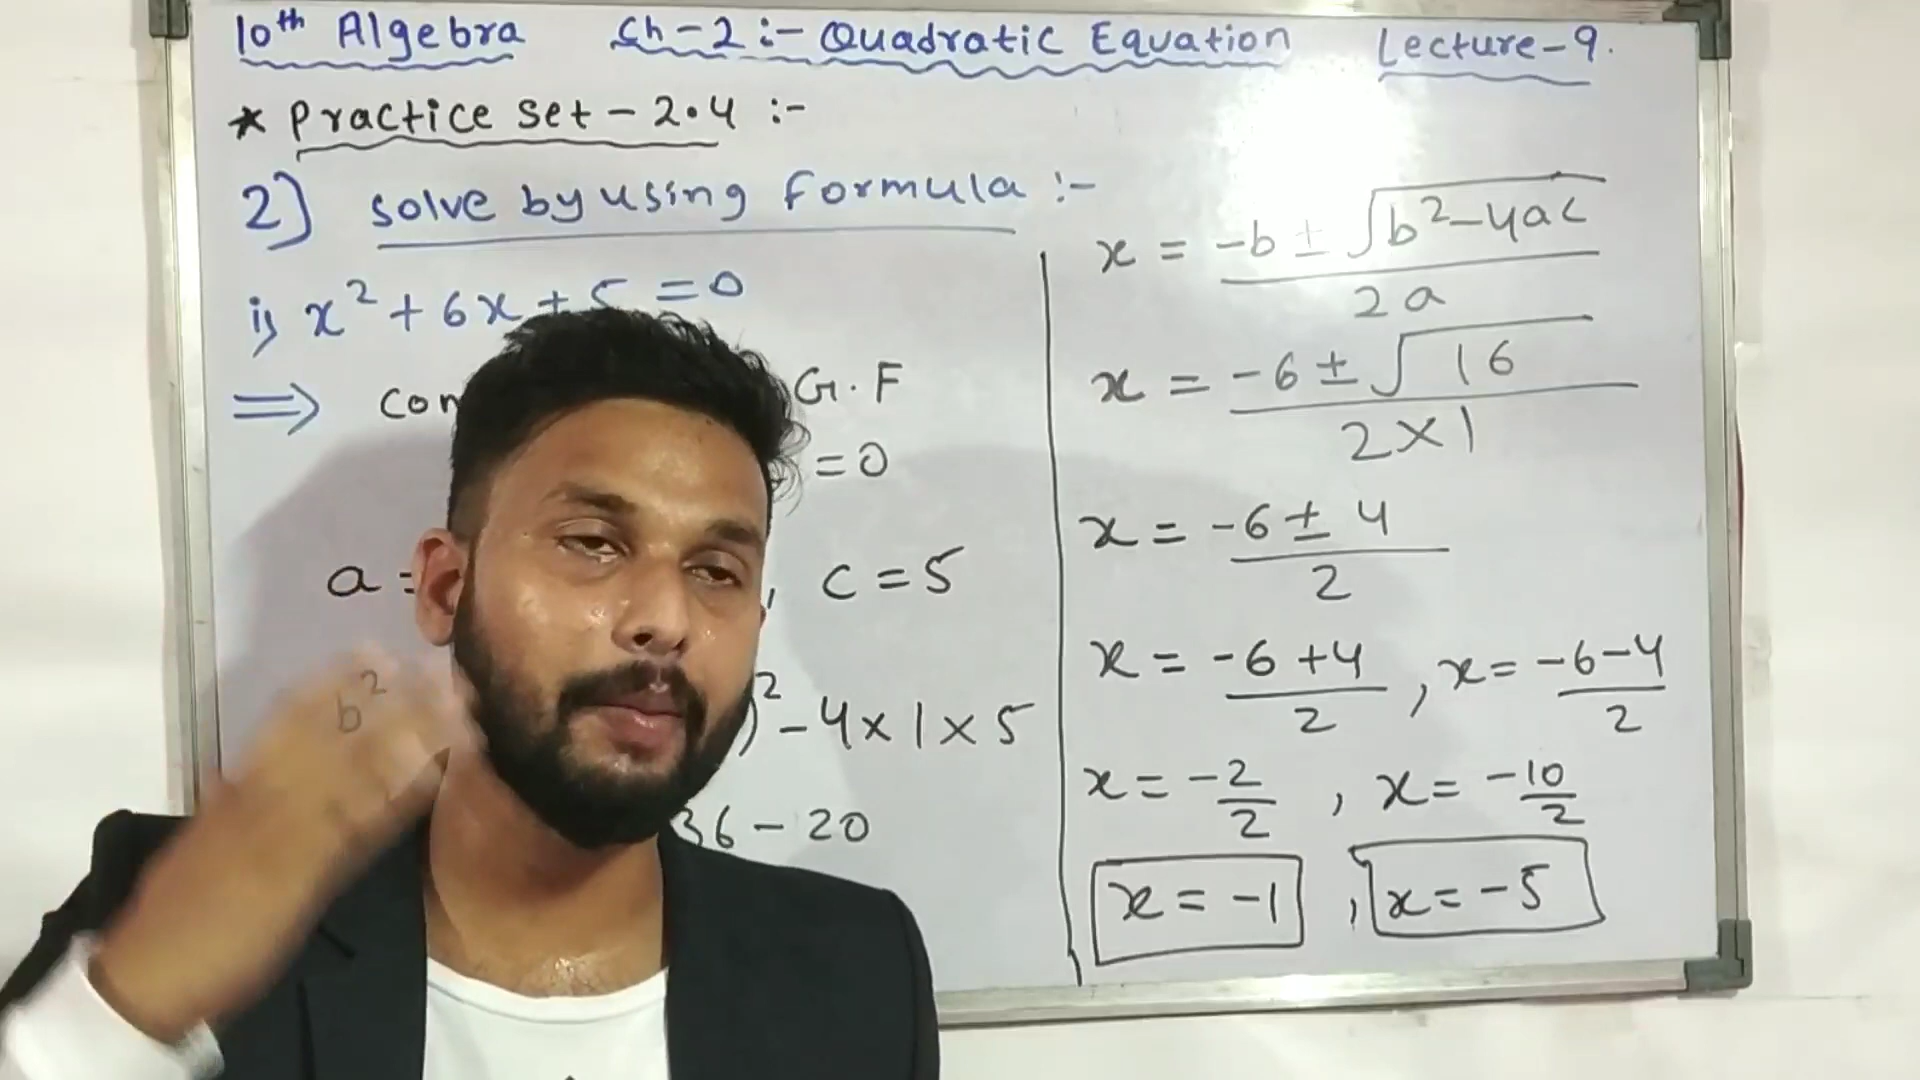 10th Algebra Ch-2:- Quadratic Equation Lecture-9.
* Practice set - 2.4 :-
2) solve by using formula :-
i) x² + 6x + 5 = 0
⟹ G.F
= 0
a = , c = 5
b² )² - 4 x 1 x 5
36 - 20
x = -b ± √b² - 4ac / 2a
x = -6 ± √16 / 2 x 1
x = -6 ± 4 / 2
x = -6 + 4 / 2 , x = -6 - 4 / 2
x = -2 / 2 , x = -10 / 2
x = -1 , x = -5